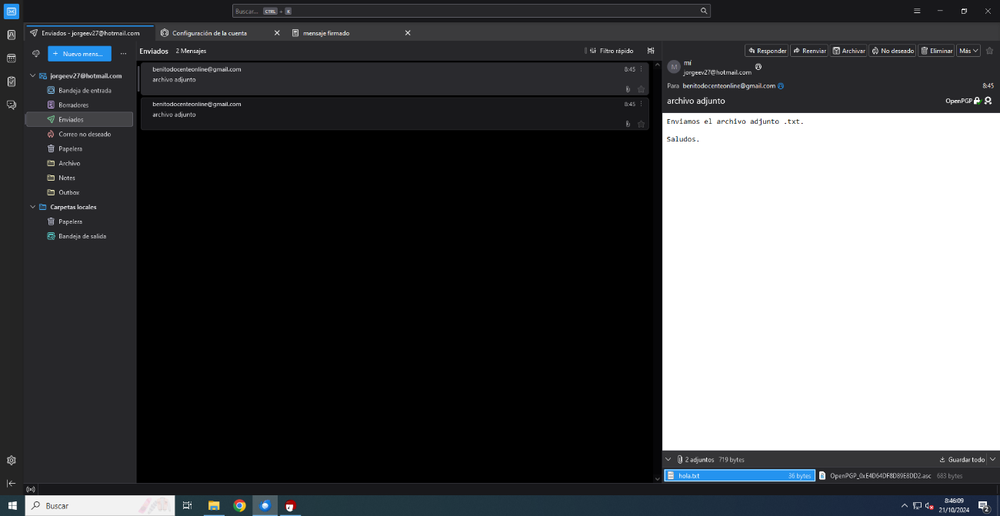 Buscar... CTRL + K
Enviados - jorgeev27@hotmail.com
Configuración de la cuenta
mensaje firmado
+ Nuevo mens...
jorgeev27@hotmail.com
Bandeja de entrada
Borradores
Enviados
Correo no deseado
Papelera
Archivo
Notes
Outbox
Carpetas locales
Papelera
Bandeja de salida
Enviados 2 Mensajes
Filtro rápido
benitodocenteonline@gmail.com 8:45
archivo adjunto
benitodocenteonline@gmail.com 8:45
archivo adjunto
Responder Reenviar Archivar No deseado Eliminar Más
M
mí
jorgeev27@hotmail.com
Para benitodocenteonline@gmail.com 8:45
archivo adjunto OpenPGP
Enviamos el archivo adjunto .txt.
Saludos.
2 adjuntos 719 bytes Guardar todo
hola.txt 36 bytes OpenPGP_0xE4D64DF8D89E8DD2.asc 683 bytes
Buscar
8:46:09
21/10/2024
2